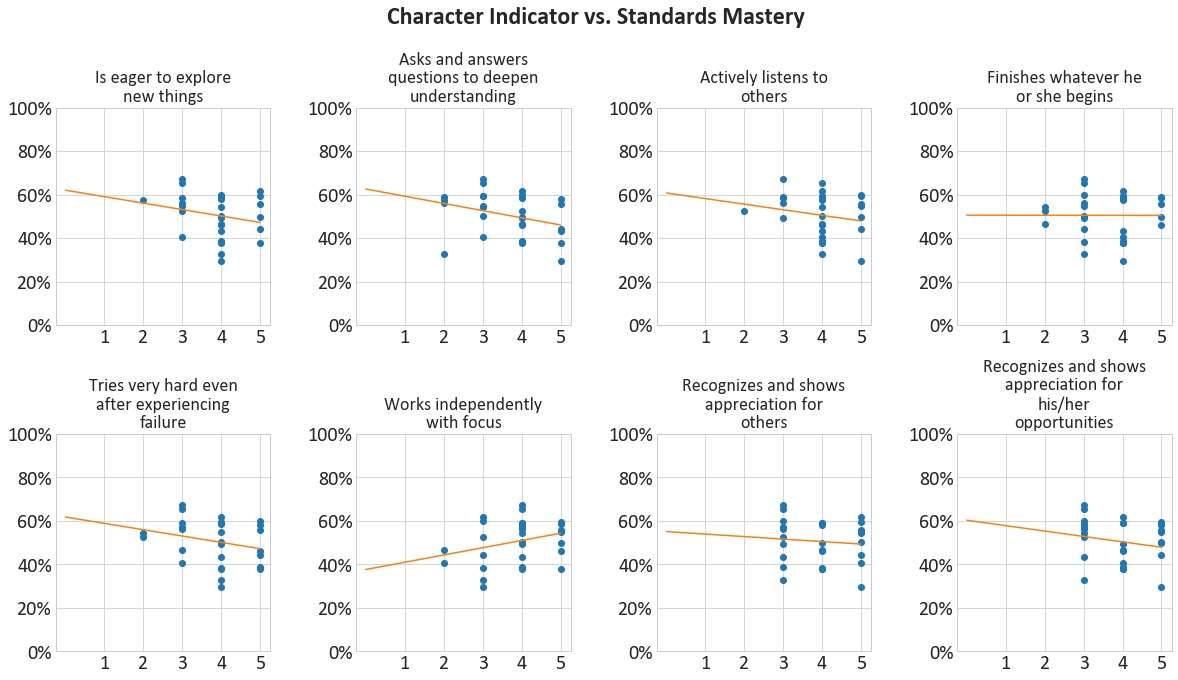 Character Indicator vs. Standards Mastery
Is eager to explore
new things
100%
80%
60%
40%
20%
0%
1 2 3 4 5
Asks and answers
questions to deepen
understanding
100%
80%
60%
40%
20%
0%
1 2 3 4 5
Actively listens to
others
100%
80%
60%
40%
20%
0%
1 2 3 4 5
Finishes whatever he
or she begins
100%
80%
60%
40%
20%
0%
1 2 3 4 5
Tries very hard even
after experiencing
failure
100%
80%
60%
40%
20%
0%
1 2 3 4 5
Works independently
with focus
100%
80%
60%
40%
20%
0%
1 2 3 4 5
Recognizes and shows
appreciation for
others
100%
80%
60%
40%
20%
0%
1 2 3 4 5
Recognizes and shows
appreciation for
his/her
opportunities
100%
80%
60%
40%
20%
0%
1 2 3 4 5